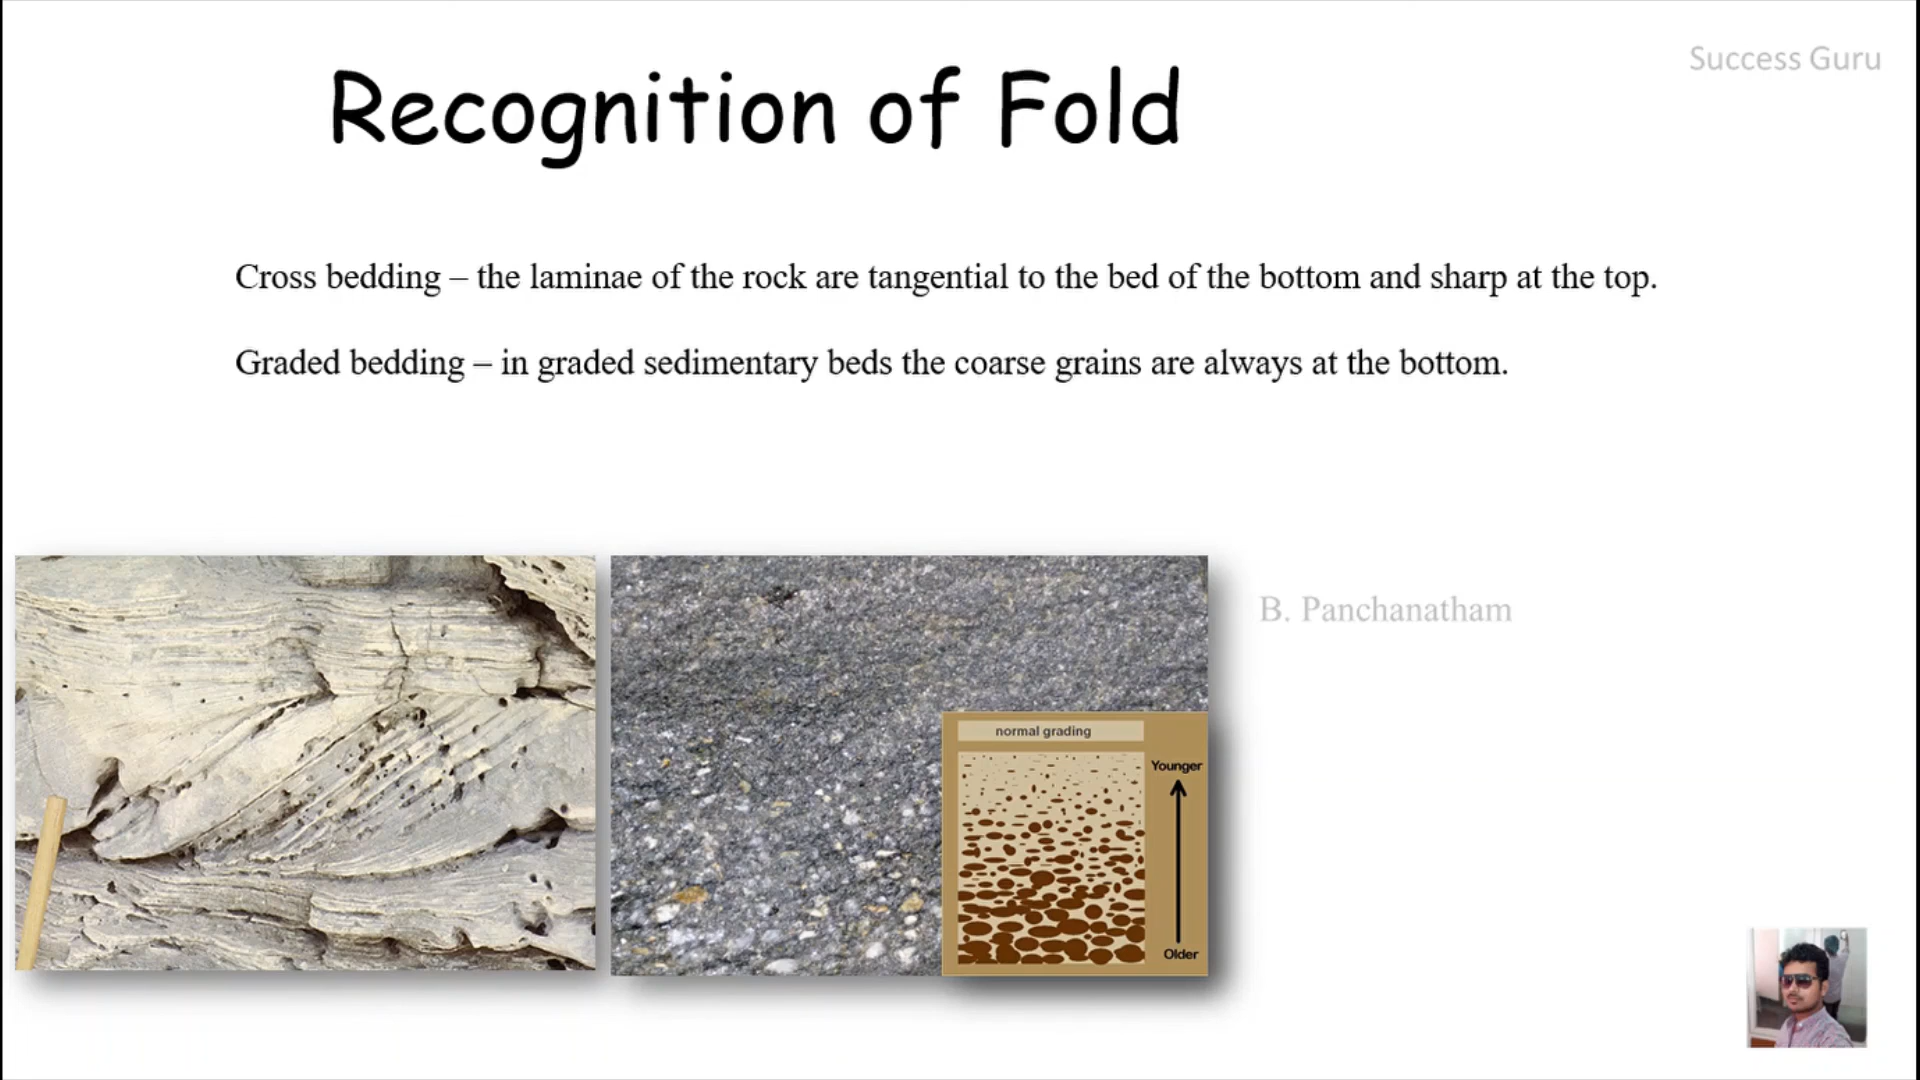 Success Guru
Recognition of Fold
Cross bedding – the laminae of the rock are tangential to the bed of the bottom and sharp at the top.
Graded bedding – in graded sedimentary beds the coarse grains are always at the bottom.
B. Panchanatham
normal grading
Younger
Older